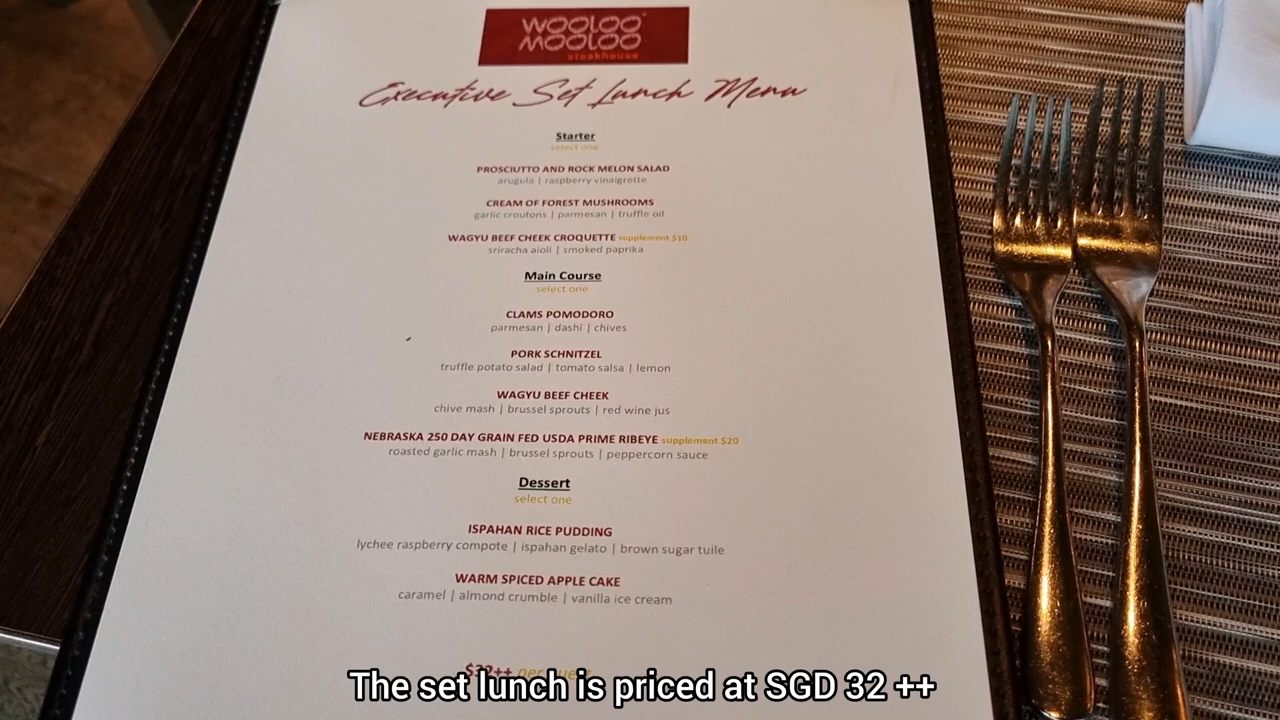 WOOLOO
MOOLOO
steakhouse
Executive Set Lunch Menu
Starter
select one
PROSCIUTTO AND ROCK MELON SALAD
arugula | raspberry vinaigrette
CREAM OF FOREST MUSHROOMS
garlic croutons | parmesan | truffle oil
WAGYU BEEF CHEEK CROQUETTE supplement $10
sriracha aioli | smoked paprika
Main Course
select one
CLAMS POMODORO
parmesan | dashi | chives
PORK SCHNITZEL
truffle potato salad | tomato salsa | lemon
WAGYU BEEF CHEEK
chive mash | brussel sprouts | red wine jus
NEBRASKA 250 DAY GRAIN FED USDA PRIME RIBEYE supplement $20
roasted garlic mash | brussel sprouts | peppercorn sauce
Dessert
select one
ISPAHAN RICE PUDDING
lychee raspberry compote | ispahan gelato | brown sugar tuile
WARM SPICED APPLE CAKE
caramel | almond crumble | vanilla ice cream
$32++ per
The set lunch is priced at SGD 32 ++